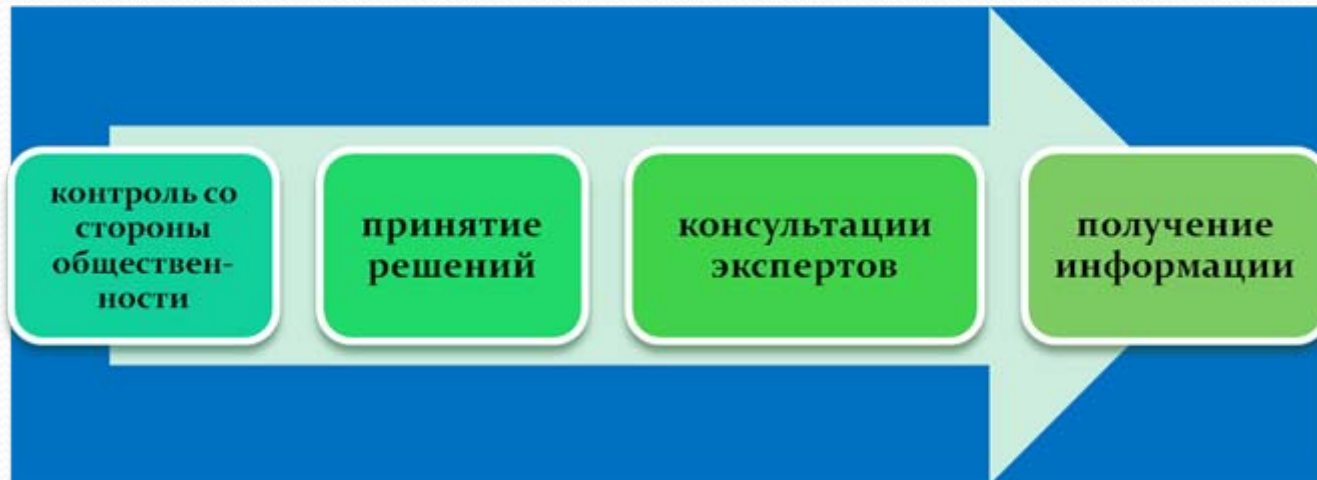 контроль со
стороны
обществен-
ности
принятие
решений
консультации
экспертов
получение
информации